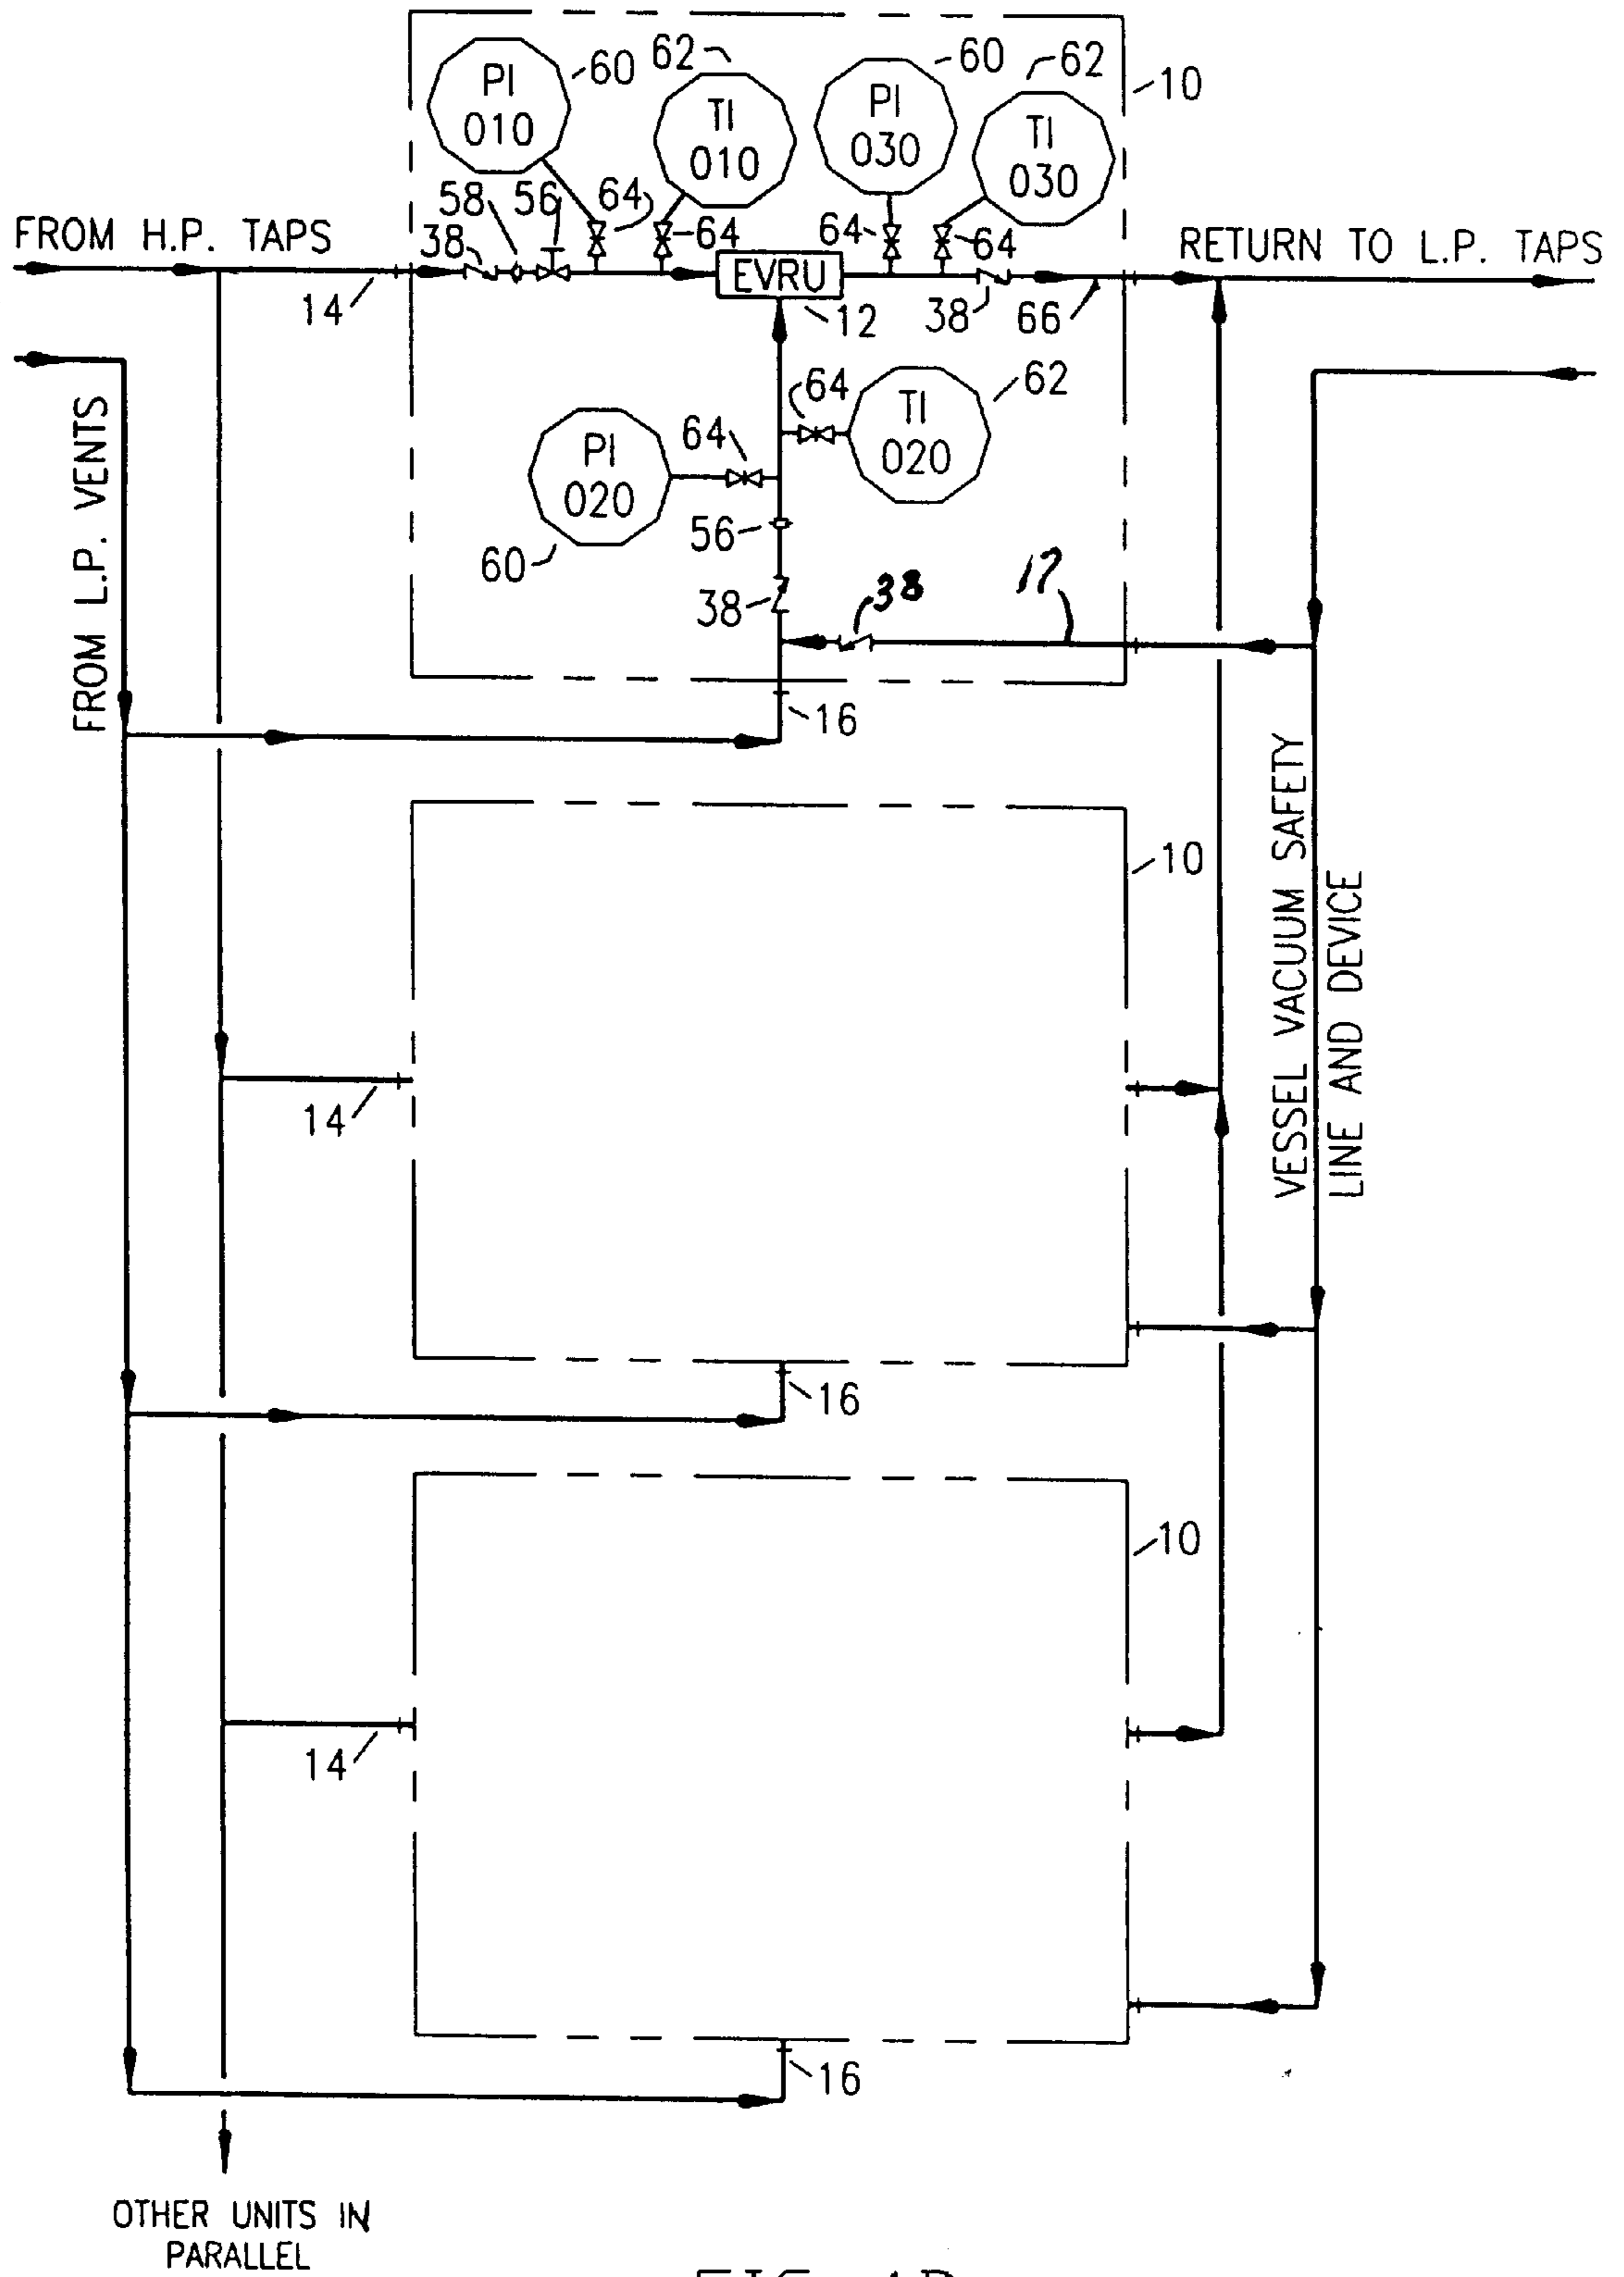 60
62
60
62
10
PI
010
TI
010
PI
030
TI
030
58
56
64
64
64
64
FROM H.P. TAPS
38
RETURN TO L.P. TAPS
EVRU
14
12
38
66
64
62
TI
020
64
PI
020
56
60
FROM L.P. VENTS
38
38
17
16
10
VESSEL VACUUM SAFETY
LINE AND DEVICE
14
16
10
14
16
OTHER UNITS IN
PARALLEL